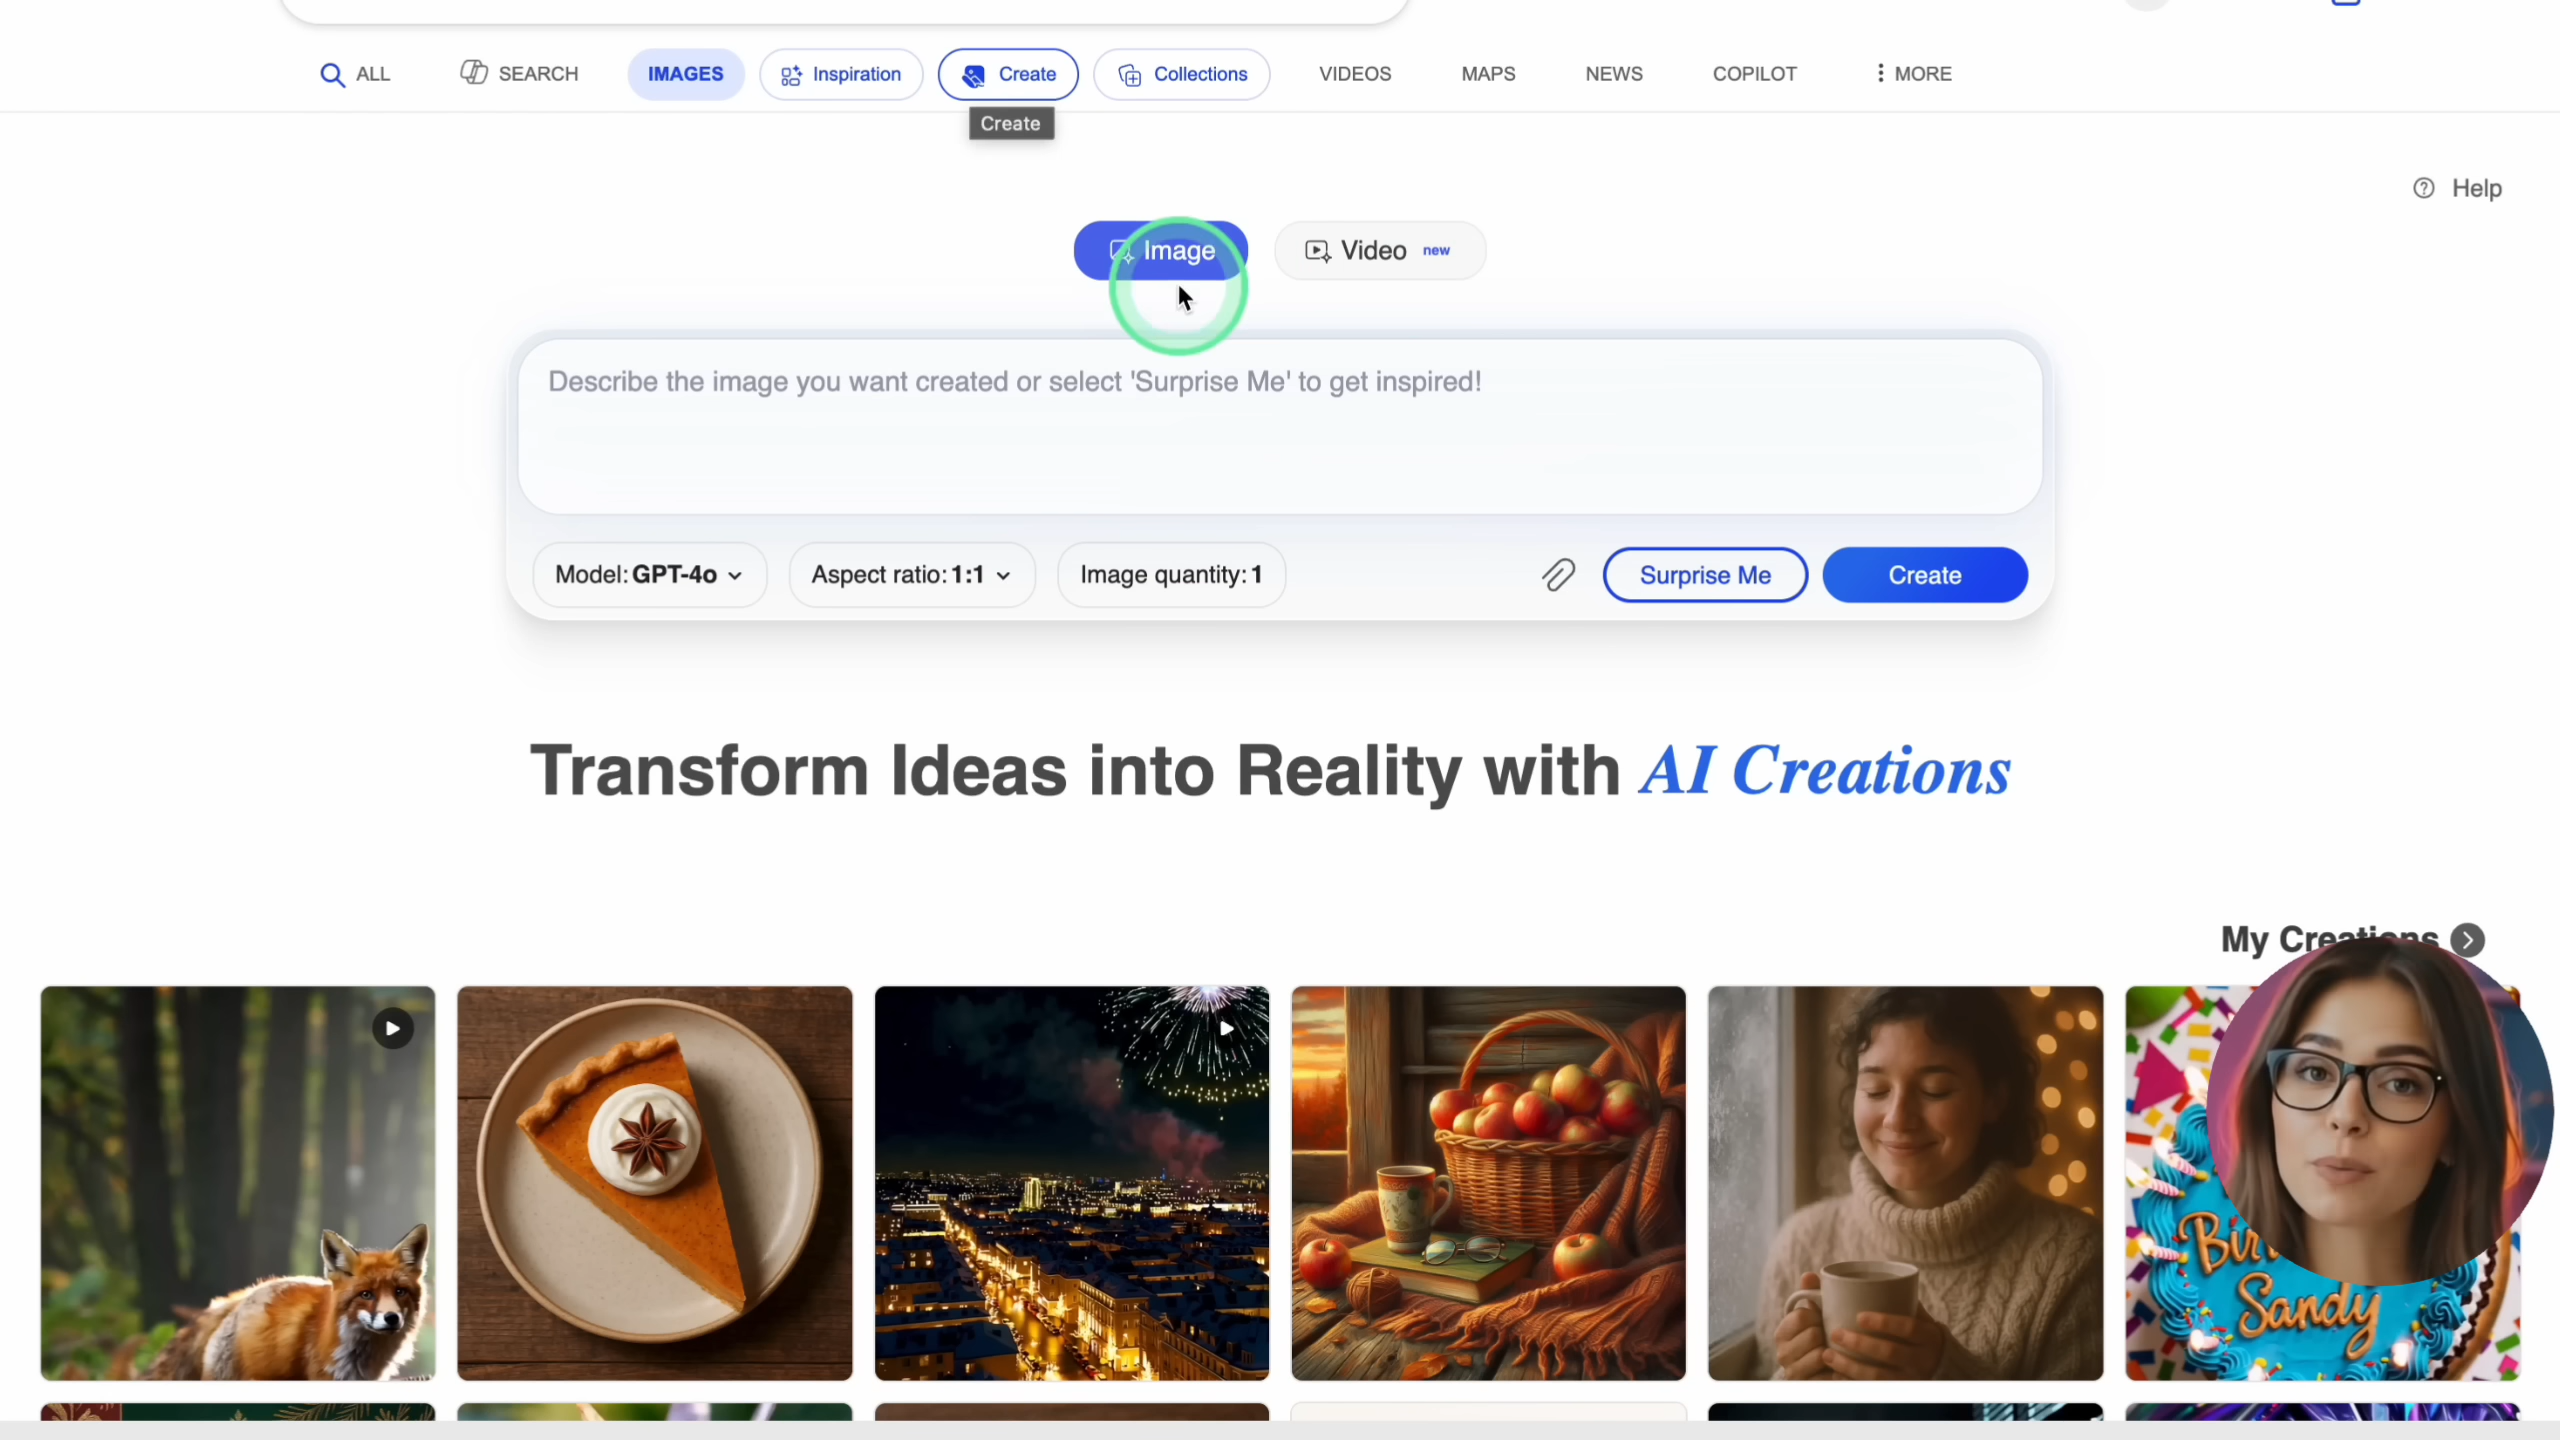 ALL
SEARCH
IMAGES
Inspiration
Create
Collections
VIDEOS
MAPS
NEWS
COPILOT
MORE
Create
Help
Image
Video new
Describe the image you want created or select 'Surprise Me' to get inspired!
Model: GPT-4o
Aspect ratio: 1:1
Image quantity: 1
Surprise Me
Create
Transform Ideas into Reality with AI Creations
My Creations
Sandy